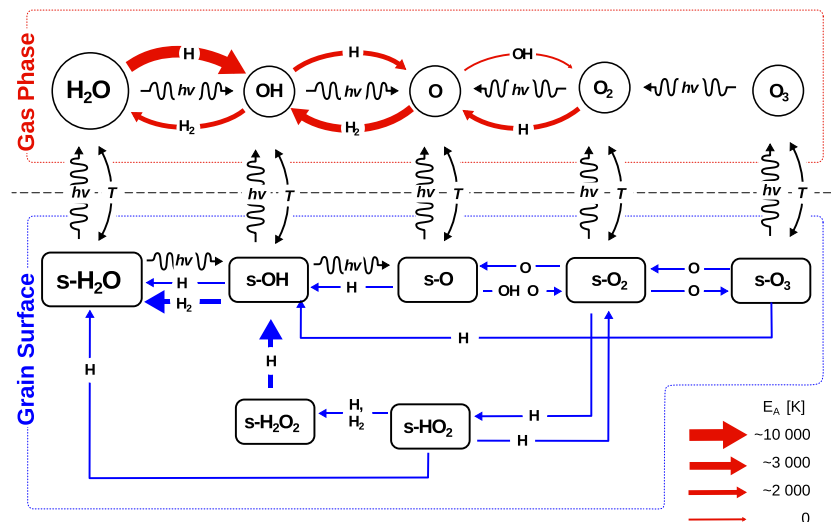 Gas Phase
H OH
H
H₂O hν OH hν O hν O₂ hν O₃
H₂ H₂ H
hν T hν T hν T hν T hν T
Grain Surface
hν hν O O
s-H₂O H s-OH H s-O OH O s-O₂ O s-O₃
H₂
H
H H
s-H₂O₂ H, H₂ s-HO₂ H
H
E_A [K]
~10 000
~3 000
~2 000
0